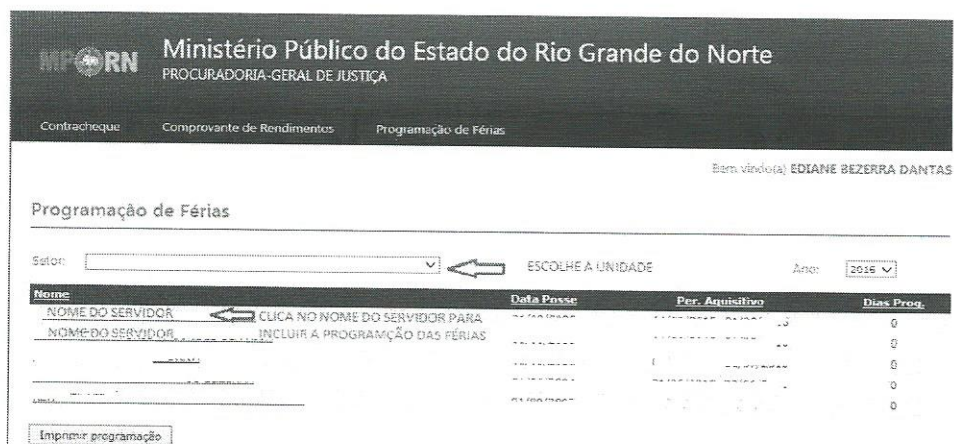 MPRN
Ministério Público do Estado do Rio Grande do Norte
PROCURADORIA-GERAL DE JUSTIÇA
Contracheque Comprovante de Rendimentos Programação de Férias
Bem vindo(a) EDIANE BEZERRA DANTAS
Programação de Férias
Setor: ESCOLHE A UNIDADE Ano: 2016
Nome Data Posse Per. Aquisitivo Dias Prog.
NOME DO SERVIDOR CLICA NO NOME DO SERVIDOR PARA 0
NOME DO SERVIDOR INCLUIR A PROGRAMÇÃO DAS FÉRIAS 0
0
0
0
Imprimir programação